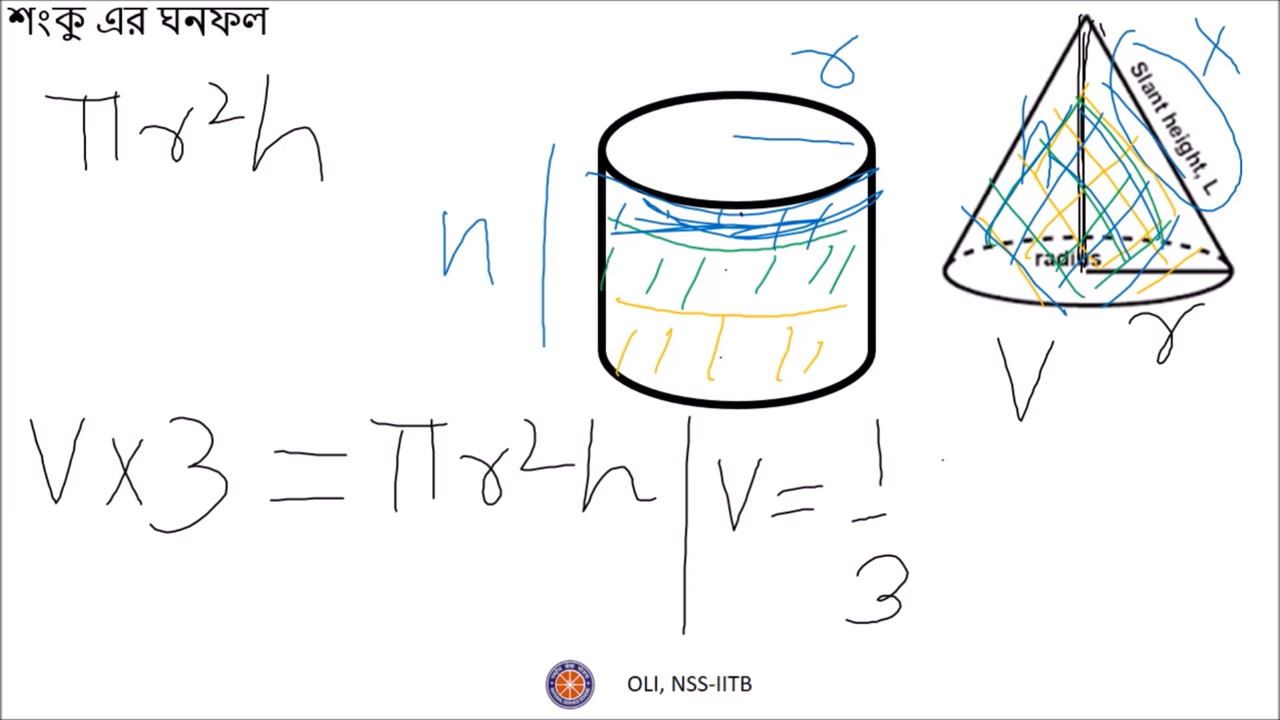 শংকু এর ঘনফল
πr²h
r
h
h
Slant height, L
x
radius
r
V
V x 3 = πr²h | V = 1/3
OLI, NSS-IITB